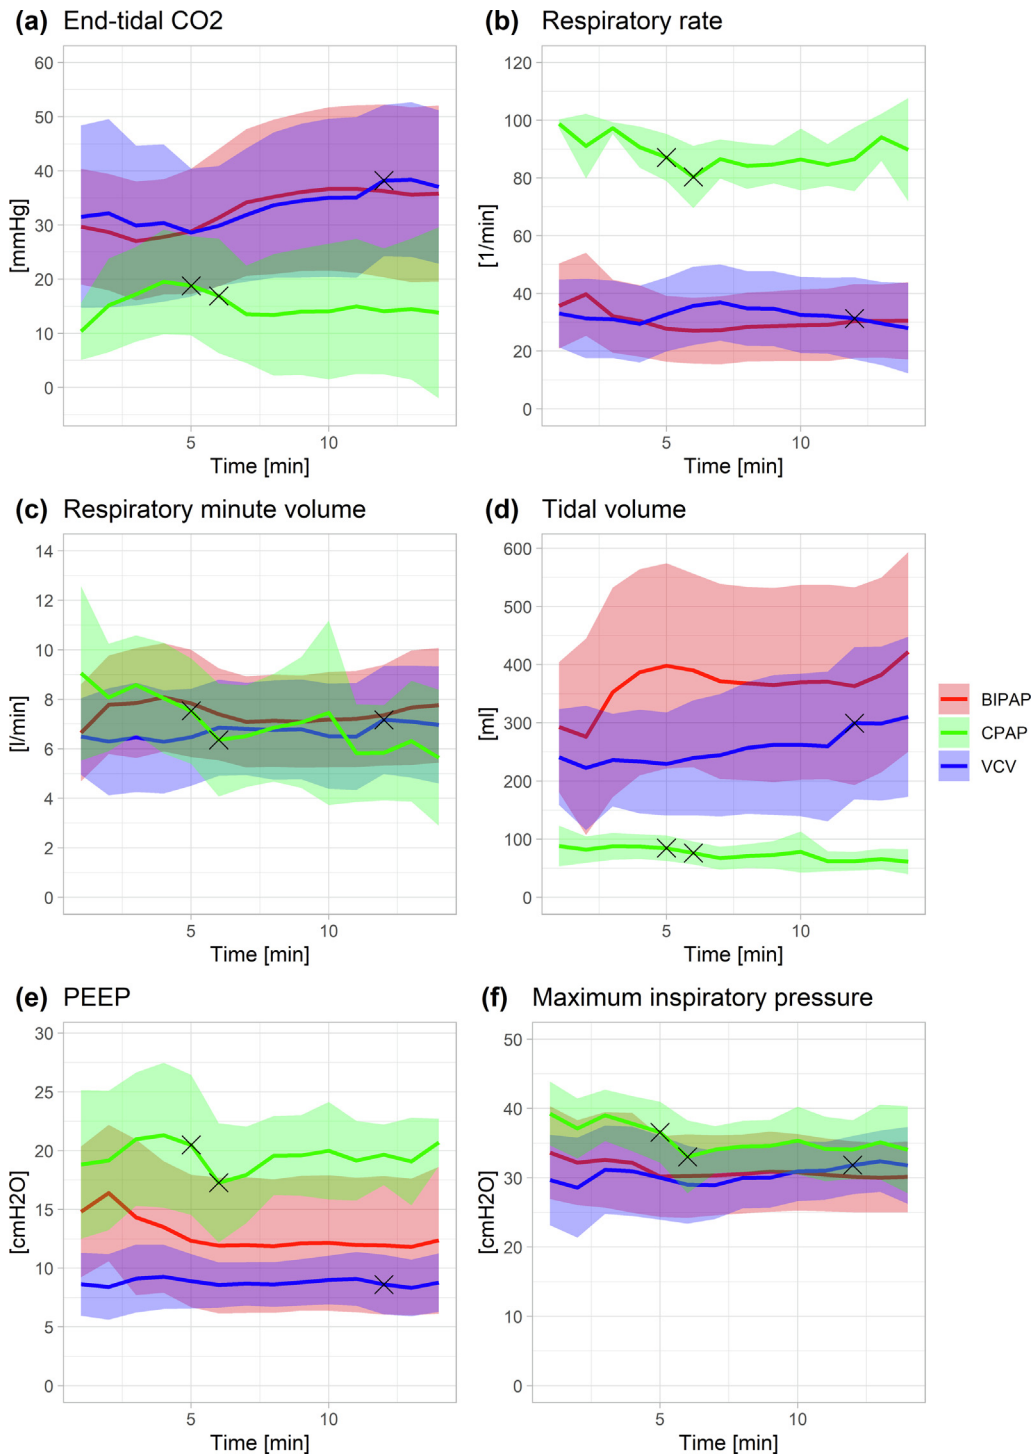 (a) End-tidal CO2
60
50
40
30
20
10
0
[mmHg]
5 10
Time [min]
(b) Respiratory rate
120
100
80
60
40
20
0
[1/min]
5 10
Time [min]
(c) Respiratory minute volume
14
12
10
8
6
4
2
0
[l/min]
5 10
Time [min]
(d) Tidal volume
600
500
400
300
200
100
0
[ml]
5 10
Time [min]
BIPAP
CPAP
VCV
(e) PEEP
30
25
20
15
10
5
0
[cmH2O]
5 10
Time [min]
(f) Maximum inspiratory pressure
50
40
30
20
10
0
[cmH2O]
5 10
Time [min]